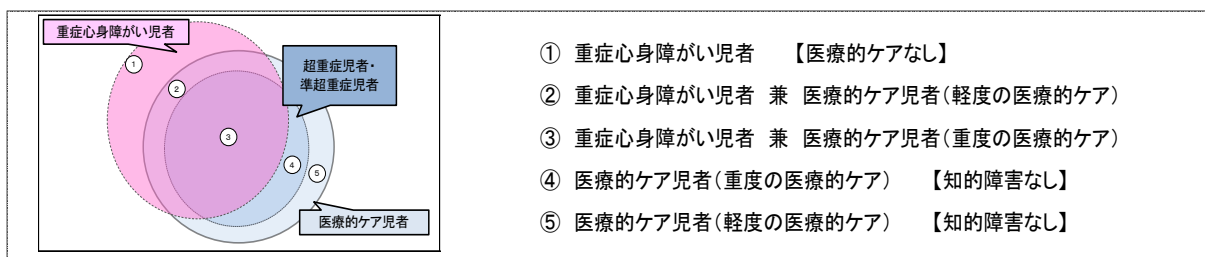 重症心身障がい児者
①
②
超重症児者・
準超重症児者
③
④
⑤
医療的ケア児者
① 重症心身障がい児者 【医療的ケアなし】
② 重症心身障がい児者 兼 医療的ケア児者(軽度の医療的ケア)
③ 重症心身障がい児者 兼 医療的ケア児者(重度の医療的ケア)
④ 医療的ケア児者(重度の医療的ケア) 【知的障害なし】
⑤ 医療的ケア児者(軽度の医療的ケア) 【知的障害なし】